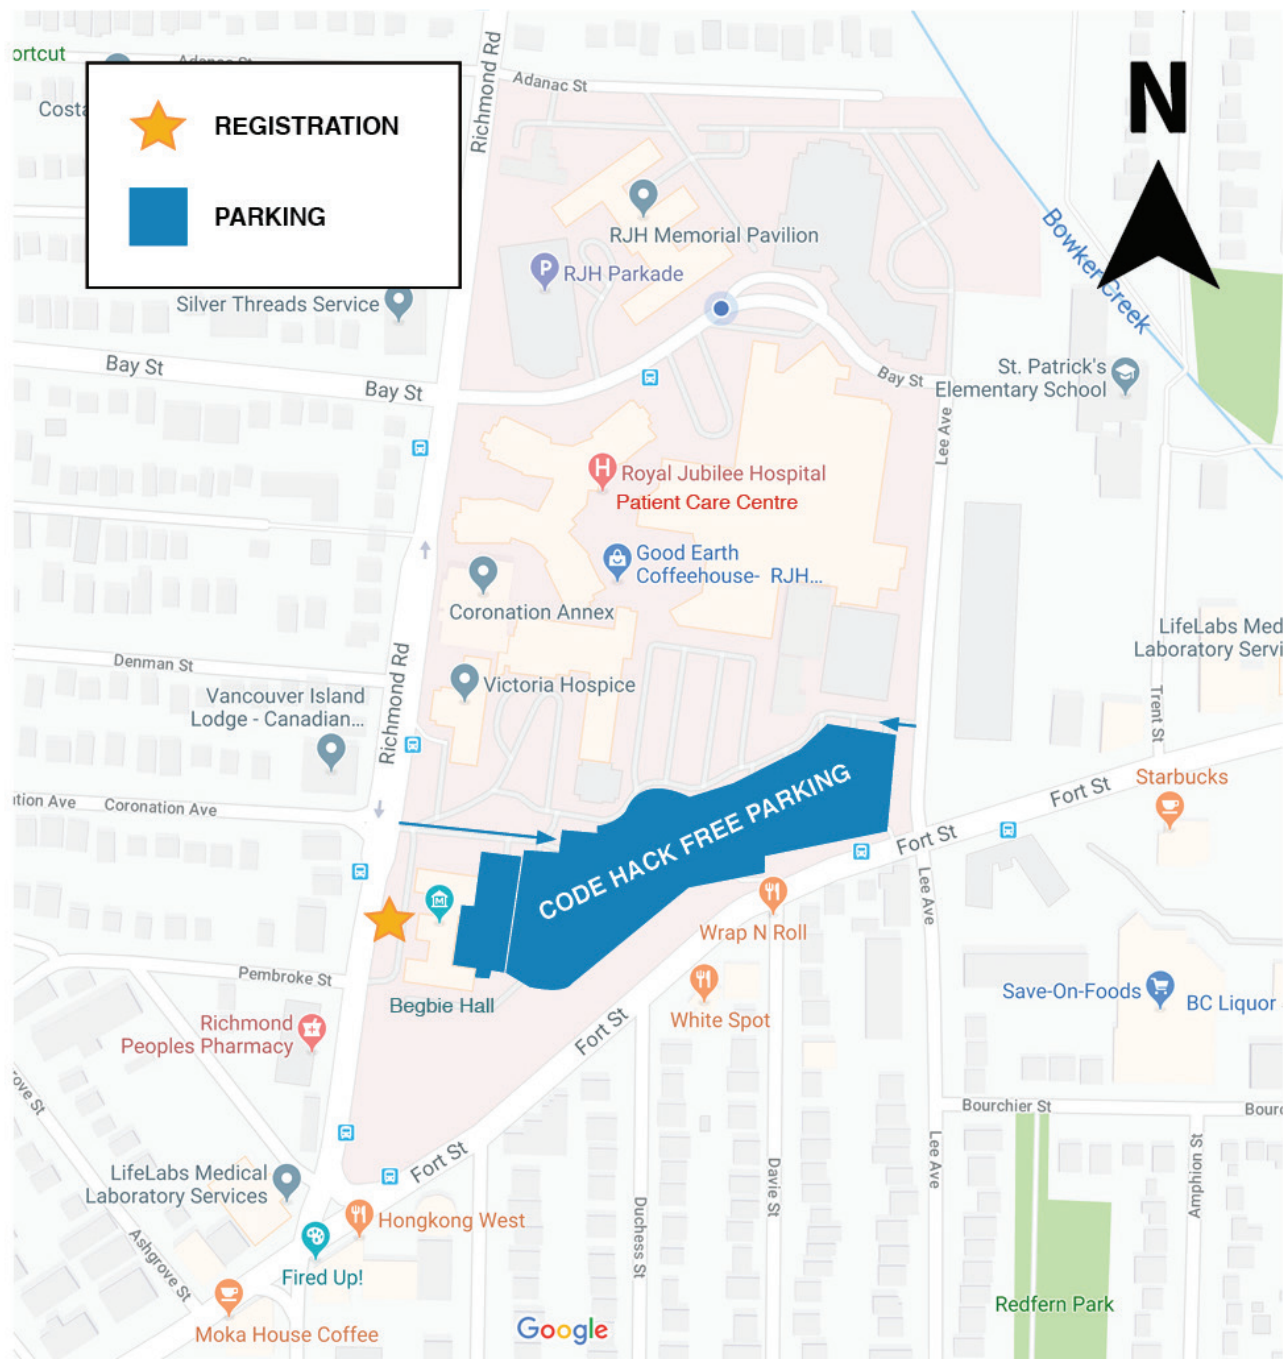 ortcut
Adanac St
Costa
REGISTRATION
PARKING
Richmond Rd
Adanac St
N
RJH Memorial Pavilion
P
RJH Parkade
Silver Threads Service
Bowker Creek
Bay St
Bay St
Bay St
St. Patrick's
Elementary School
Lee Ave
H
Royal Jubilee Hospital
Patient Care Centre
Good Earth
Coffeehouse- RJH...
Coronation Annex
LifeLabs Med
Laboratory Servi
Denman St
Richmond Rd
Victoria Hospice
Vancouver Island
Lodge - Canadian...
Trent St
Starbucks
Fort St
tion Ave
Coronation Ave
CODE HACK FREE PARKING
Fort St
Lee Ave
M
Wrap N Roll
Pembroke St
Begbie Hall
White Spot
Save-On-Foods
BC Liquor
Richmond
Peoples Pharmacy
Fort St
ove St
Bourchier St
Bourc
Fort St
Lee Ave
Davie St
Duchess St
Amphion St
LifeLabs Medical
Laboratory Services
Hongkong West
Ashgrove St
Fired Up!
Redfern Park
Google
Moka House Coffee